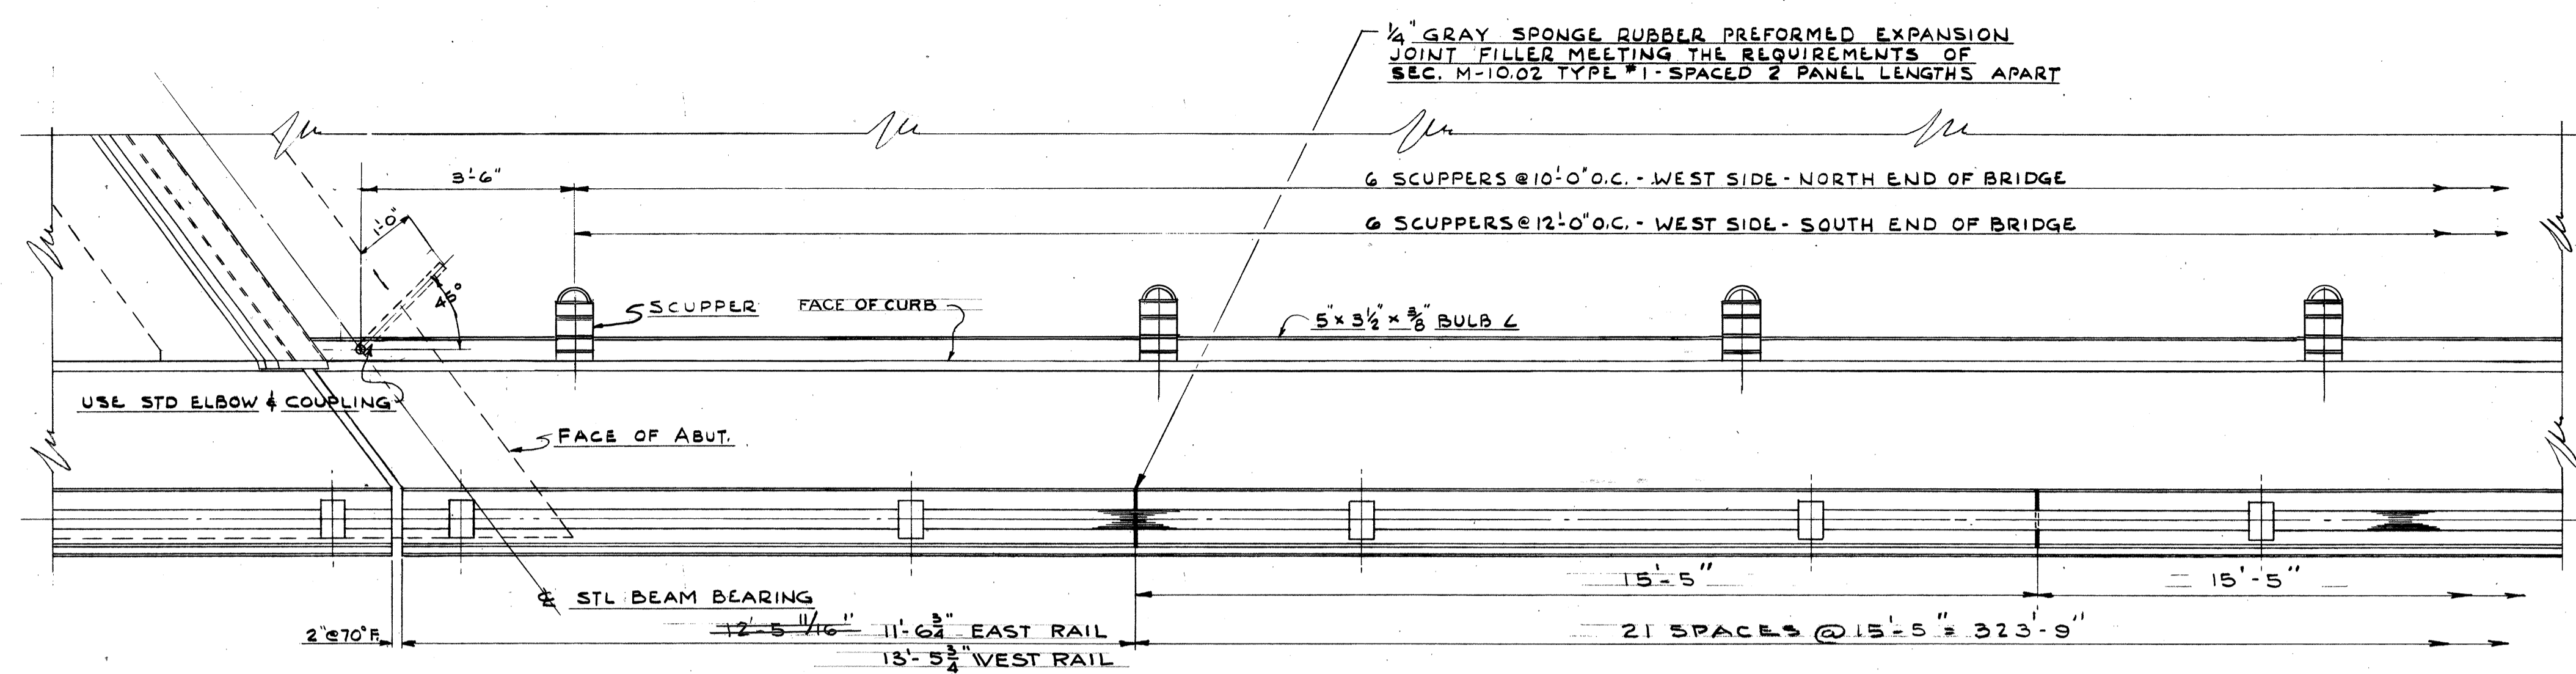 1/4" GRAY SPONGE RUBBER PREFORMED EXPANSION
JOINT FILLER MEETING THE REQUIREMENTS OF
SEC. M-10.02 TYPE #1 - SPACED 2 PANEL LENGTHS APART
3'-6"
6 SCUPPERS @ 10'-0" O.C. - WEST SIDE - NORTH END OF BRIDGE
1'-0"
6 SCUPPERS @ 12'-0" O.C. - WEST SIDE - SOUTH END OF BRIDGE
45°
SCUPPER
FACE OF CURB
5" x 3 1/2" x 3/8" BULB ∠
USE STD ELBOW & COUPLING
FACE OF ABUT.
15'-5"
15'-5"
℄ STL BEAM BEARING
2" @ 70° F.
12'-5 11/16"
11'-6 3/4" EAST RAIL
13'-5 3/4" WEST RAIL
21 SPACES @ 15'-5" = 323'-9"